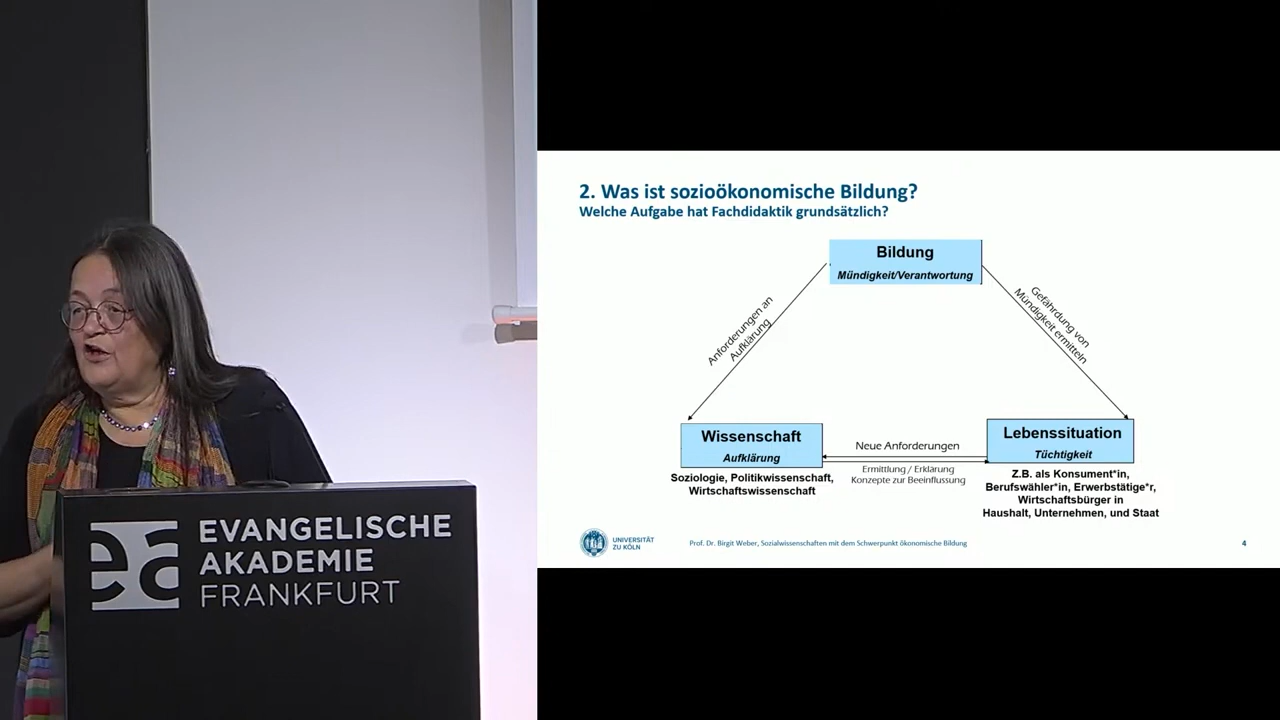 ea
EVANGELISCHE
AKADEMIE
FRANKFURT
2. Was ist sozioökonomische Bildung?
Welche Aufgabe hat Fachdidaktik grundsätzlich?
Bildung
Mündigkeit/Verantwortung
Anforderungen an
Aufklärung
Gefährdung von
Mündigkeit ermitteln
Wissenschaft
Aufklärung
Soziologie, Politikwissenschaft,
Wirtschaftswissenschaft
Neue Anforderungen
Ermittlung / Erklärung
Konzepte zur Beeinflussung
Lebenssituation
Tüchtigkeit
Z.B. als Konsument*in,
Berufswähler*in, Erwerbstätige*r,
Wirtschaftsbürger in
Haushalt, Unternehmen, und Staat
UNIVERSITÄT
ZU KÖLN
Prof. Dr. Birgit Weber, Sozialwissenschaften mit dem Schwerpunkt ökonomische Bildung
4